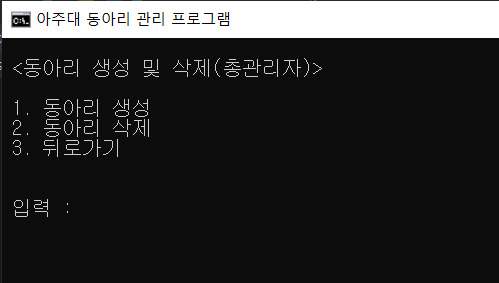 아주대 동아리 관리 프로그램
<동아리 생성 및 삭제(총관리자)>
1. 동아리 생성
2. 동아리 삭제
3. 뒤로가기
입력 :